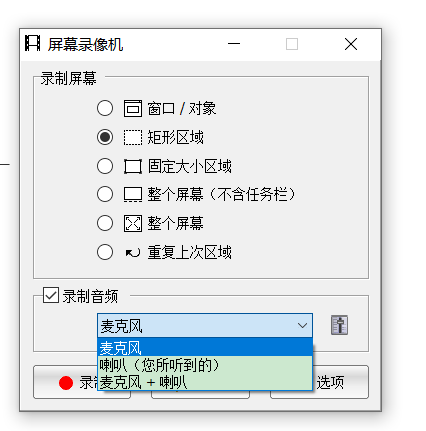 屏幕录像机
录制屏幕
窗口 / 对象
矩形区域
固定大小区域
整个屏幕（不含任务栏）
整个屏幕
重复上次区域
录制音频
麦克风
麦克风
喇叭（您所听到的）
麦克风 + 喇叭
录
选项